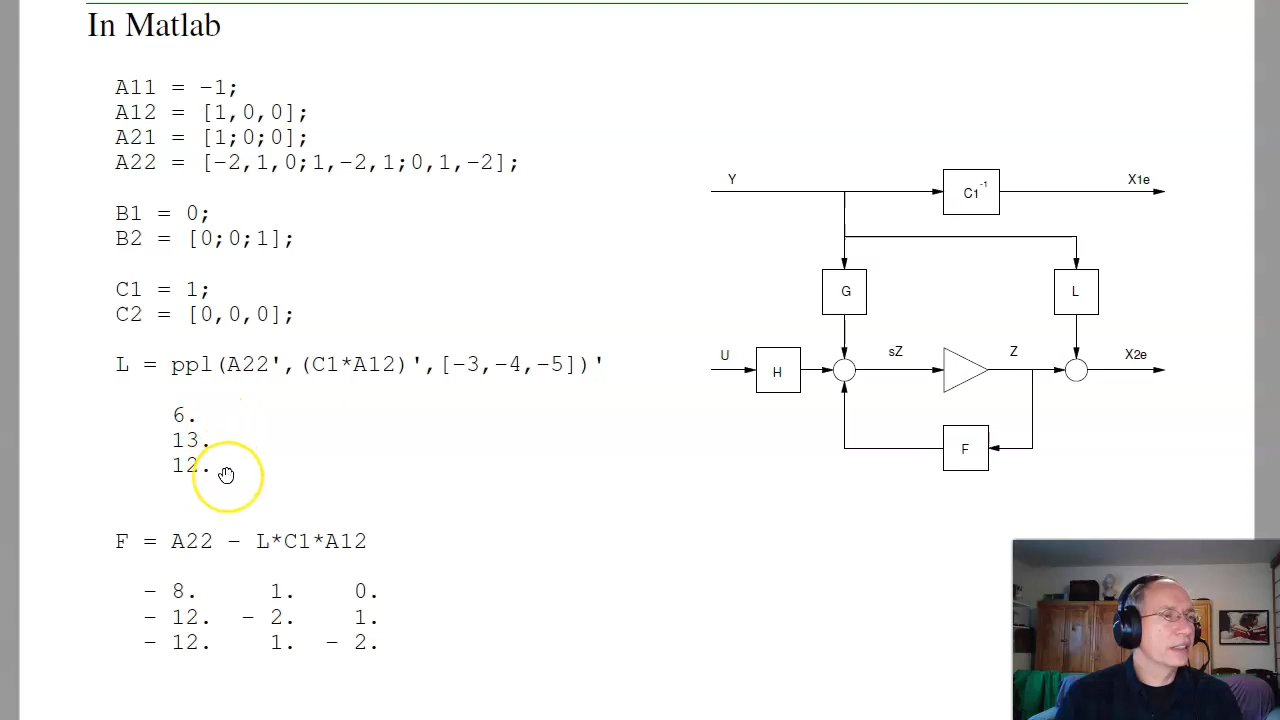 In Matlab
A11 = -1;
A12 = [1,0,0];
A21 = [1;0;0];
A22 = [-2,1,0;1,-2,1;0,1,-2];
B1 = 0;
B2 = [0;0;1];
C1 = 1;
C2 = [0,0,0];
L = ppl(A22',(C1*A12)',[-3,-4,-5])'
6.
13.
12.
F = A22 - L*C1*A12
- 8. 1. 0.
- 12. - 2. 1.
- 12. 1. - 2.
Y
C1⁻¹
X1e
G
L
U
H
sZ
Z
X2e
F